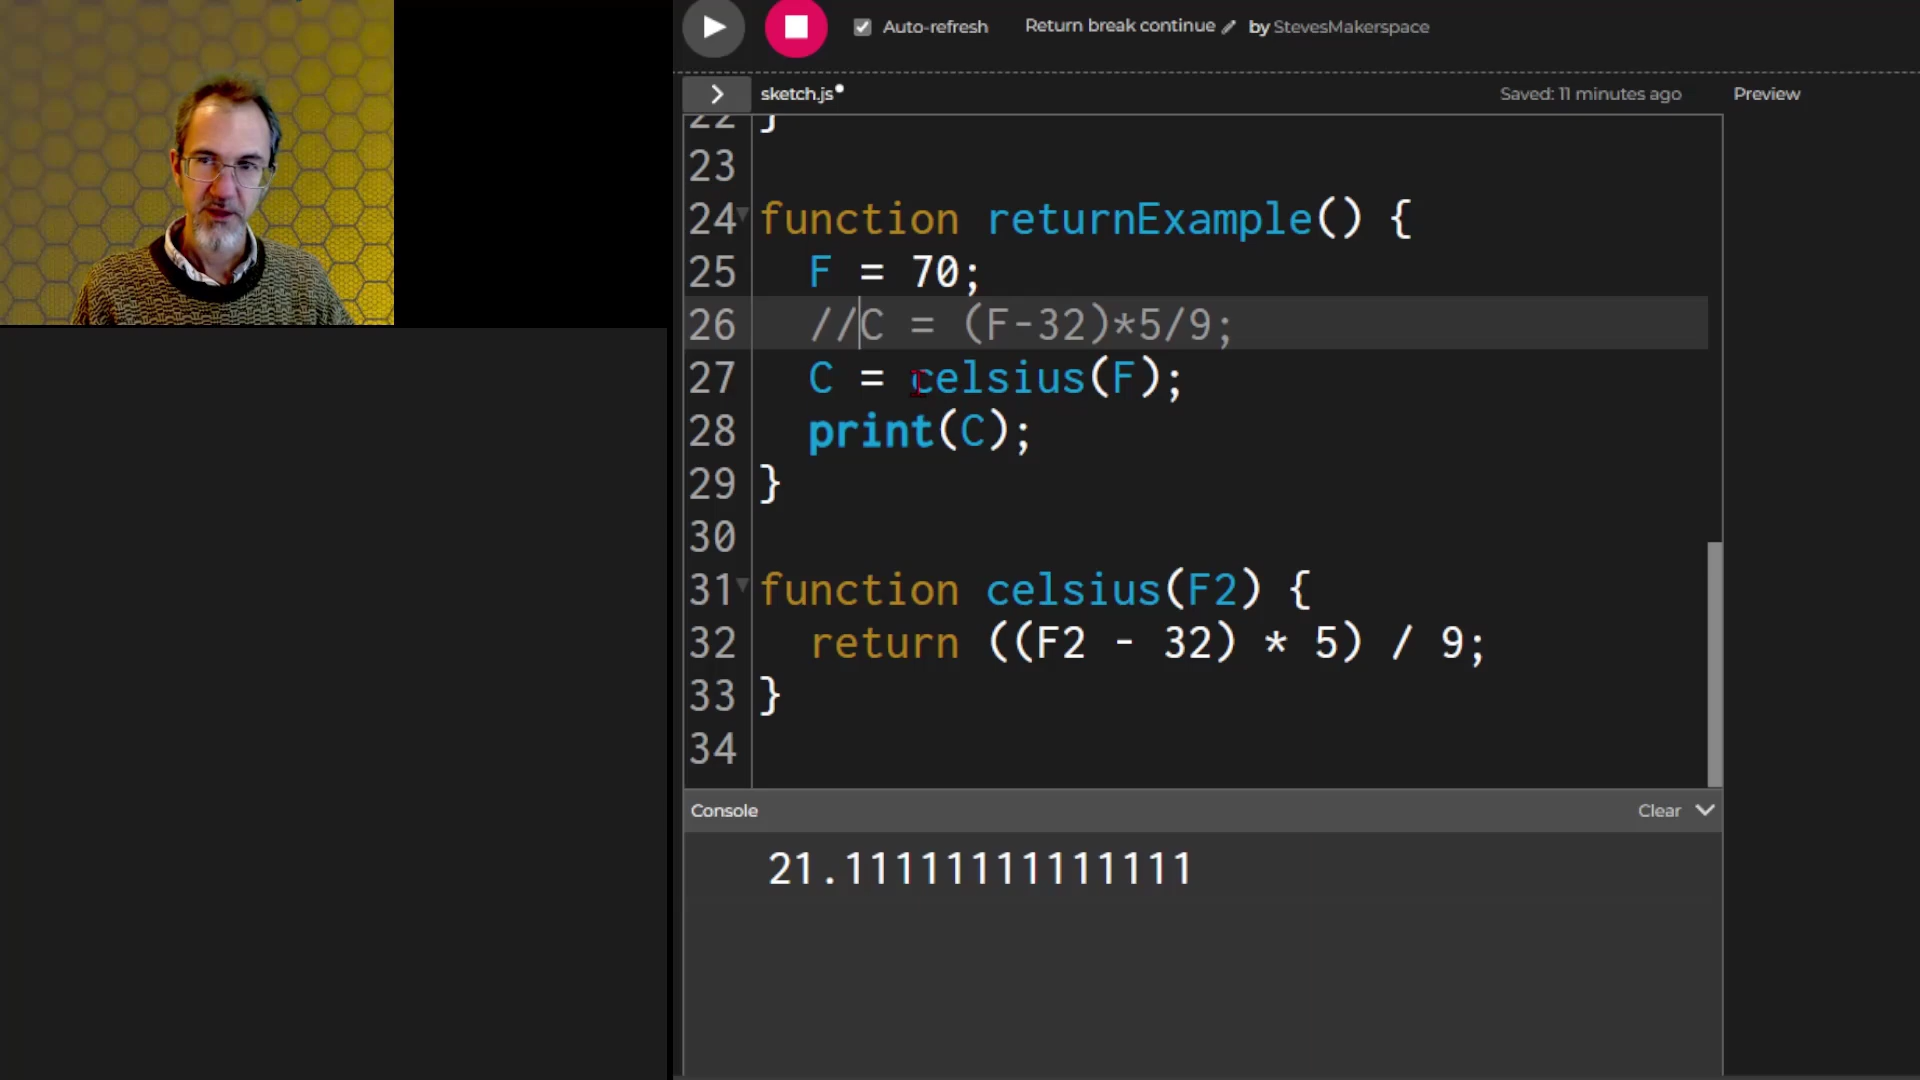 Auto-refresh Return break continue by StevesMakerspace
sketch.js Saved: 11 minutes ago Preview
22 }
23
24 function returnExample() {
25 F = 70;
26 //C = (F-32)*5/9;
27 C = celsius(F);
28 print(C);
29 }
30
31 function celsius(F2) {
32 return ((F2 - 32) * 5) / 9;
33 }
34
Console Clear
21.11111111111111